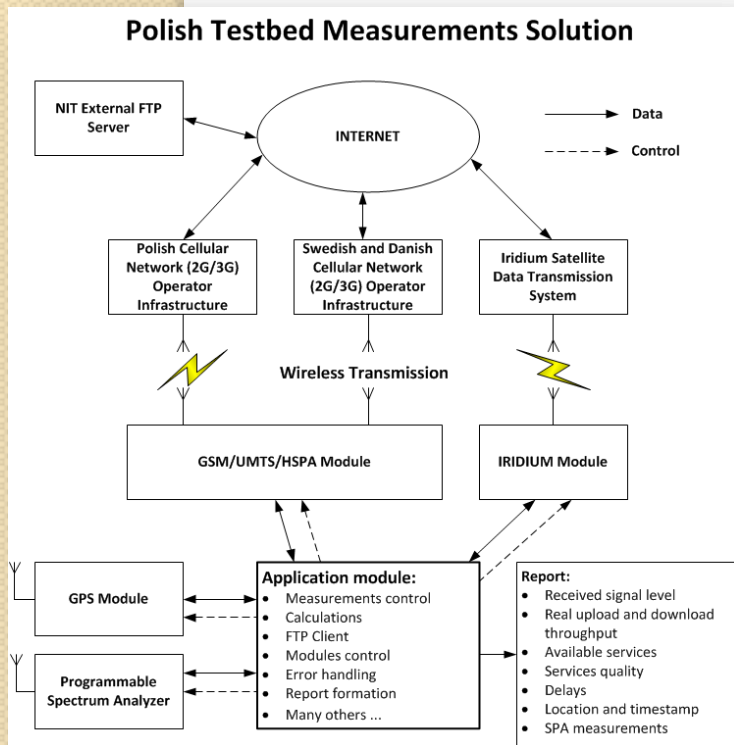 Polish Testbed Measurements Solution
NIT External FTP
Server
INTERNET
Data
Control
Polish Cellular
Network (2G/3G)
Operator
Infrastructure
Swedish and Danish
Cellular Network
(2G/3G) Operator
Infrastructure
Iridium Satellite
Data Transmission
System
Wireless Transmission
GSM/UMTS/HSPA Module
IRIDIUM Module
GPS Module
Programmable
Spectrum Analyzer
Application module:
• Measurements control
• Calculations
• FTP Client
• Modules control
• Error handling
• Report formation
• Many others ...
Report:
• Received signal level
• Real upload and download
throughput
• Available services
• Services quality
• Delays
• Location and timestamp
• SPA measurements